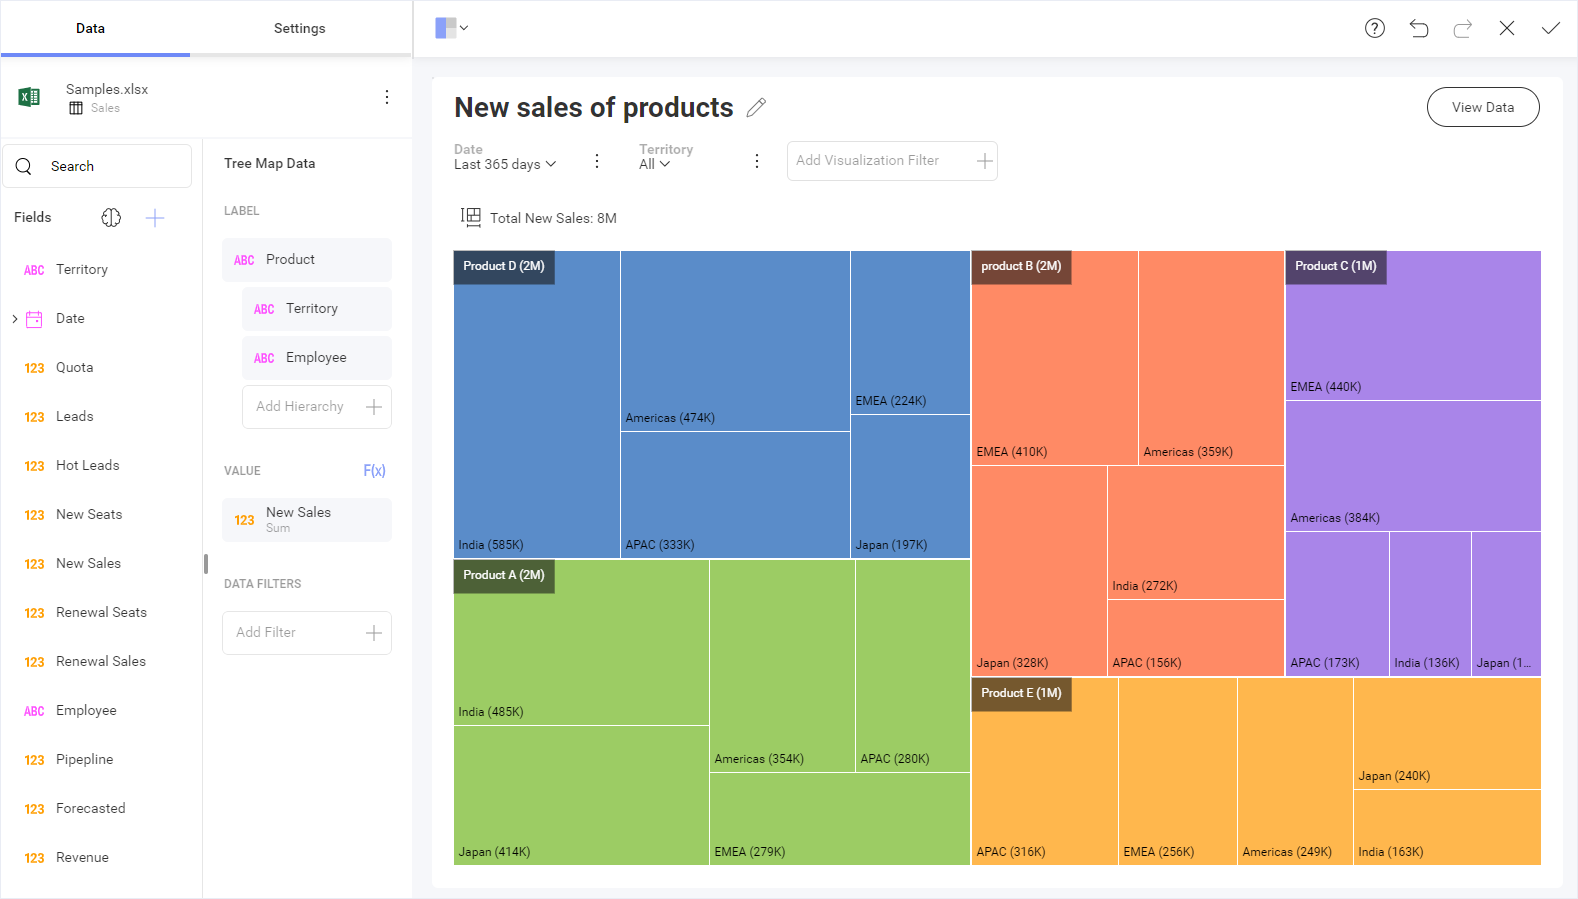 Data
Settings
Samples.xlsx
Sales
Search
Fields
ABC Territory
Date
123 Quota
123 Leads
123 Hot Leads
123 New Seats
123 New Sales
123 Renewal Seats
123 Renewal Sales
ABC Employee
123 Pipepline
123 Forecasted
123 Revenue
Tree Map Data
LABEL
ABC Product
ABC Territory
ABC Employee
Add Hierarchy
VALUE F(x)
123 New Sales
Sum
DATA FILTERS
Add Filter
New sales of products
View Data
Date
Last 365 days
Territory
All
Add Visualization Filter
Total New Sales: 8M
Product D (2M)
India (585K)
Americas (474K)
APAC (333K)
EMEA (224K)
Japan (197K)
Product A (2M)
India (485K)
Japan (414K)
Americas (354K)
APAC (280K)
EMEA (279K)
product B (2M)
EMEA (410K)
Americas (359K)
Japan (328K)
India (272K)
APAC (156K)
Product C (1M)
EMEA (440K)
Americas (384K)
APAC (173K)
India (136K)
Japan (1...
Product E (1M)
APAC (316K)
EMEA (256K)
Americas (249K)
Japan (240K)
India (163K)